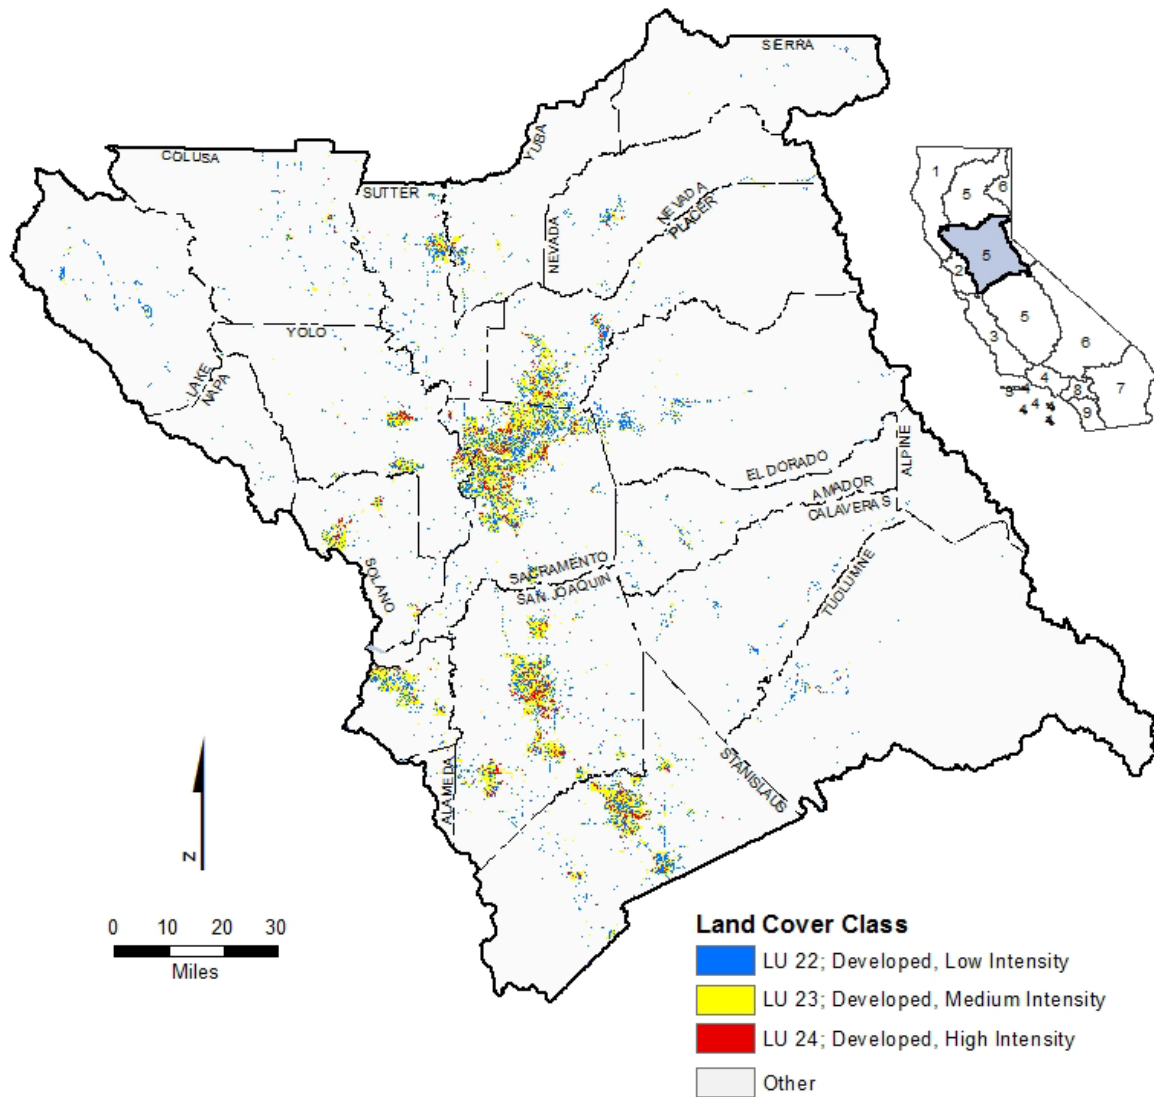 SIERRA
YUBA
COLUSA
SUTTER
NEVADA
PLACER
NEVADA
YOLO
LAKE
NAPA
EL DORADO
ALPINE
AMADOR
CALAVERAS
SACRAMENTO
SAN JOAQUIN
SOLANO
TUOLUMNE
STANISLAUS
ALAMEDA
1
5
6
5
2
5
3
6
4
7
8
4
9
Z
0 10 20 30
Miles
Land Cover Class
LU 22; Developed, Low Intensity
LU 23; Developed, Medium Intensity
LU 24; Developed, High Intensity
Other